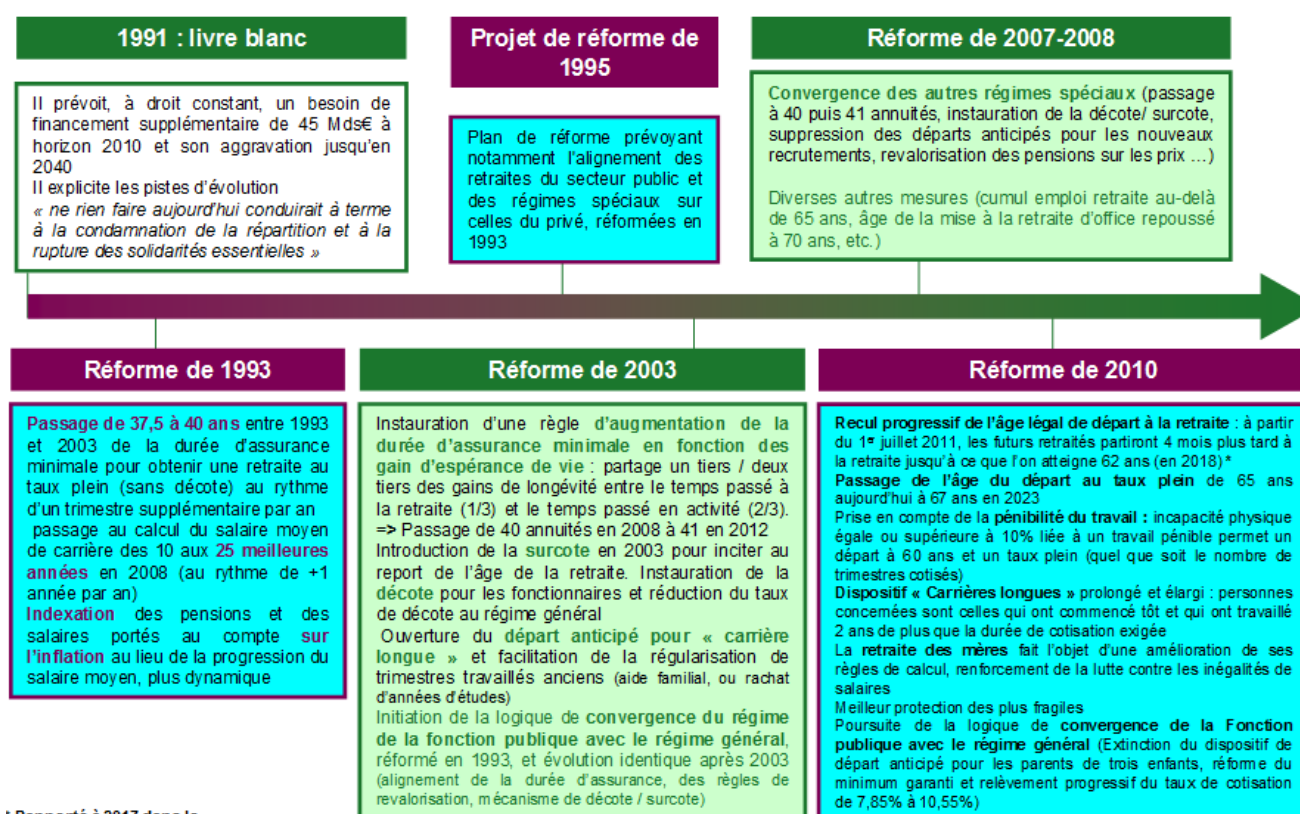 1991 : livre blanc
Il prévoit, à droit constant, un besoin de
financement supplémentaire de 45 Mds€ à
horizon 2010 et son aggravation jusqu'en
2040
Il explicite les pistes d'évolution
« ne rien faire aujourd'hui conduirait à terme
à la condamnation de la répartition et à la
rupture des solidarités essentielles »
Projet de réforme de
1995
Plan de réforme prévoyant
notamment l'alignement des
retraites du secteur public et
des régimes spéciaux sur
celles du privé, réformées en
1993
Réforme de 2007-2008
Convergence des autres régimes spéciaux (passage
à 40 puis 41 annuités, instauration de la décote/ surcote,
suppression des départs anticipés pour les nouveaux
recrutements, revalorisation des pensions sur les prix …)
Diverses autres mesures (cumul emploi retraite au-delà
de 65 ans, âge de la mise à la retraite d'office repoussé
à 70 ans, etc.)
Réforme de 1993
Passage de 37,5 à 40 ans entre 1993
et 2003 de la durée d'assurance
minimale pour obtenir une retraite au
taux plein (sans décote) au rythme
d'un trimestre supplémentaire par an
passage au calcul du salaire moyen
de carrière des 10 aux 25 meilleures
années en 2008 (au rythme de +1
année par an)
Indexation des pensions et des
salaires portés au compte sur
l'inflation au lieu de la progression du
salaire moyen, plus dynamique
Réforme de 2003
Instauration d'une règle d'augmentation de la
durée d'assurance minimale en fonction des
gain d'espérance de vie : partage un tiers / deux
tiers des gains de longévité entre le temps passé à
la retraite (1/3) et le temps passé en activité (2/3).
=> Passage de 40 annuités en 2008 à 41 en 2012
Introduction de la surcote en 2003 pour inciter au
report de l'âge de la retraite. Instauration de la
décote pour les fonctionnaires et réduction du taux
de décote au régime général
Ouverture du départ anticipé pour « carrière
longue » et facilitation de la régularisation de
trimestres travaillés anciens (aide familial, ou rachat
d'années d'études)
Initiation de la logique de convergence du régime
de la fonction publique avec le régime général,
réformé en 1993, et évolution identique après 2003
(alignement de la durée d'assurance, des règles de
revalorisation, mécanisme de décote / surcote)
Réforme de 2010
Recul progressif de l'âge légal de départ à la retraite : à partir
du 1er juillet 2011, les futurs retraités partiront 4 mois plus tard à
la retraite jusqu'à ce que l'on atteigne 62 ans (en 2018)*
Passage de l'âge du départ au taux plein de 65 ans
aujourd'hui à 67 ans en 2023
Prise en compte de la pénibilité du travail : incapacité physique
égale ou supérieure à 10% liée à un travail pénible permet un
départ à 60 ans et un taux plein (quel que soit le nombre de
trimestres cotisés)
Dispositif « Carrières longues » prolongé et élargi : personnes
concernées sont celles qui ont commencé tôt et qui ont travaillé
2 ans de plus que la durée de cotisation exigée
La retraite des mères fait l'objet d'une amélioration de ses
règles de calcul, renforcement de la lutte contre les inégalités de
salaires
Meilleur protection des plus fragiles
Poursuite de la logique de convergence de la Fonction
publique avec le régime général (Extinction du dispositif de
départ anticipé pour les parents de trois enfants, réforme du
minimum garanti et relèvement progressif du taux de cotisation
de 7,85% à 10,55%)